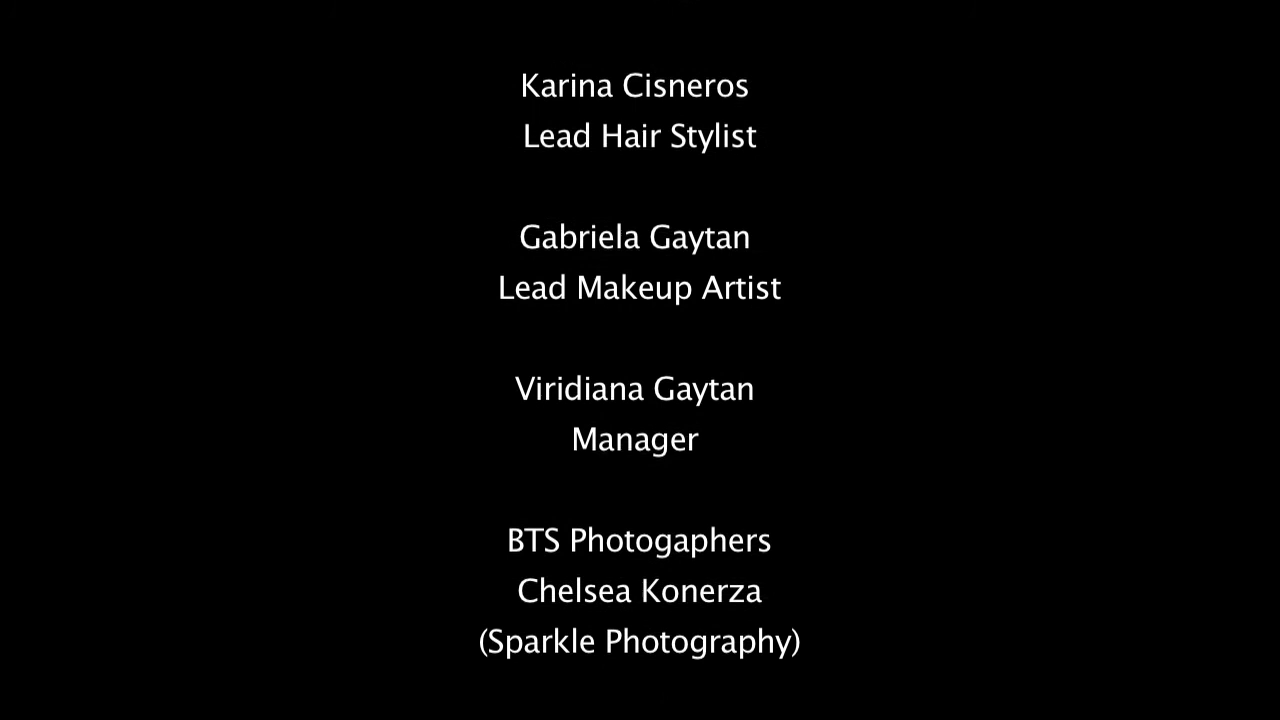 Karina Cisneros
Lead Hair Stylist
Gabriela Gaytan
Lead Makeup Artist
Viridiana Gaytan
Manager
BTS Photogaphers
Chelsea Konerza
(Sparkle Photography)